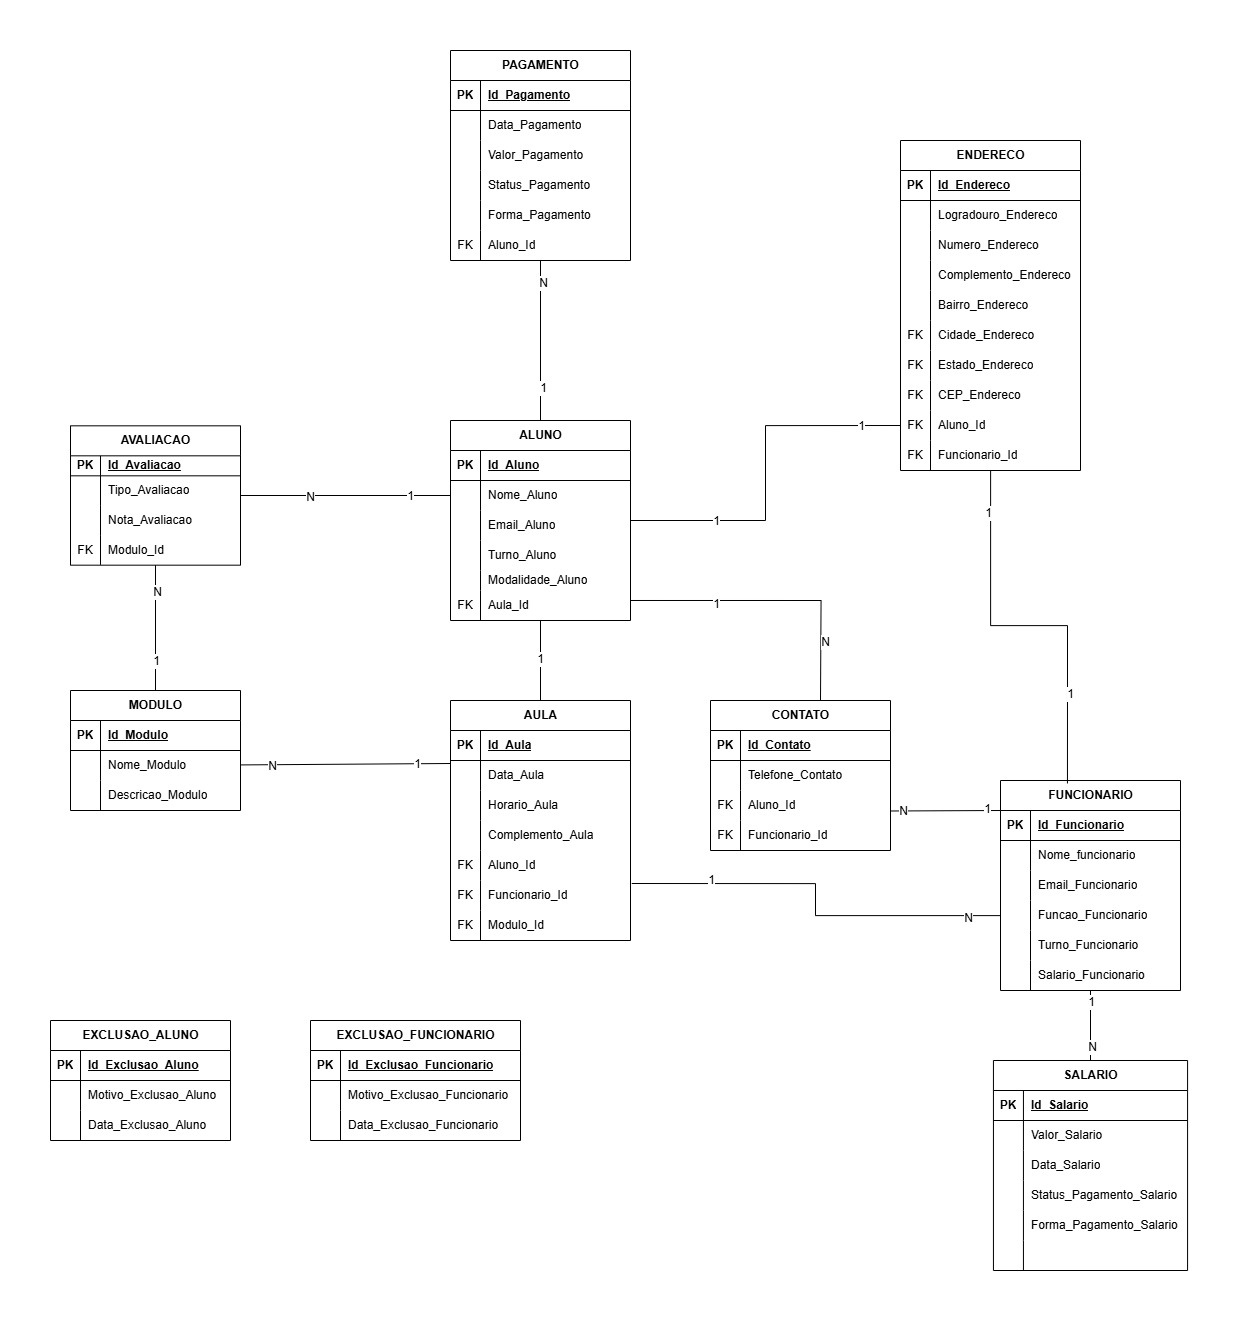 PAGAMENTO
PK Id_Pagamento
Data_Pagamento
Valor_Pagamento
Status_Pagamento
Forma_Pagamento
FK Aluno_Id
N
1
ENDERECO
PK Id_Endereco
Logradouro_Endereco
Numero_Endereco
Complemento_Endereco
Bairro_Endereco
FK Cidade_Endereco
FK Estado_Endereco
FK CEP_Endereco
FK Aluno_Id
FK Funcionario_Id
1
1
AVALIACAO
PK Id_Avaliacao
Tipo_Avaliacao
Nota_Avaliacao
FK Modulo_Id
N
1
N
1
ALUNO
PK Id_Aluno
Nome_Aluno
Email_Aluno
Turno_Aluno
Modalidade_Aluno
FK Aula_Id
1
1
1
N
1
MODULO
PK Id_Modulo
Nome_Modulo
Descricao_Modulo
N
1
AULA
PK Id_Aula
Data_Aula
Horario_Aula
Complemento_Aula
FK Aluno_Id
FK Funcionario_Id
FK Modulo_Id
1
N
CONTATO
PK Id_Contato
Telefone_Contato
FK Aluno_Id
FK Funcionario_Id
N
1
FUNCIONARIO
PK Id_Funcionario
Nome_funcionario
Email_Funcionario
Funcao_Funcionario
Turno_Funcionario
Salario_Funcionario
1
N
EXCLUSAO_ALUNO
PK Id_Exclusao_Aluno
Motivo_Exclusao_Aluno
Data_Exclusao_Aluno
EXCLUSAO_FUNCIONARIO
PK Id_Exclusao_Funcionario
Motivo_Exclusao_Funcionario
Data_Exclusao_Funcionario
SALARIO
PK Id_Salario
Valor_Salario
Data_Salario
Status_Pagamento_Salario
Forma_Pagamento_Salario